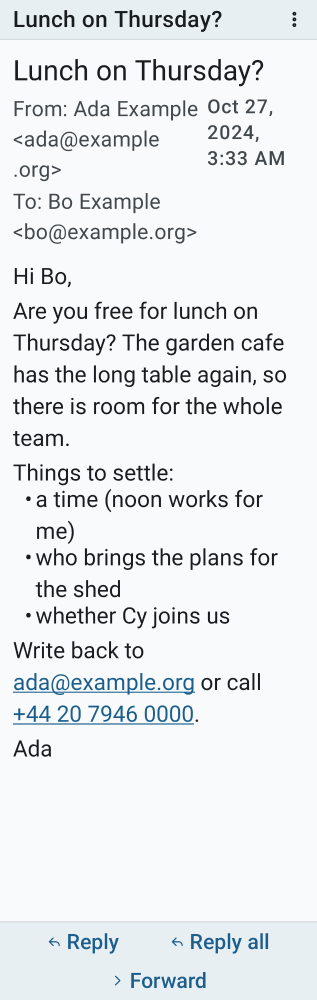 Lunch on Thursday?
Lunch on Thursday?
From: Ada Example
<ada@example
.org>
Oct 27,
2024,
3:33 AM
To: Bo Example
<bo@example.org>
Hi Bo,
Are you free for lunch on
Thursday? The garden cafe
has the long table again, so
there is room for the whole
team.
Things to settle:
• a time (noon works for
me)
• who brings the plans for
the shed
• whether Cy joins us
Write back to
ada@example.org or call
+44 20 7946 0000.
Ada
Reply
Reply all
Forward